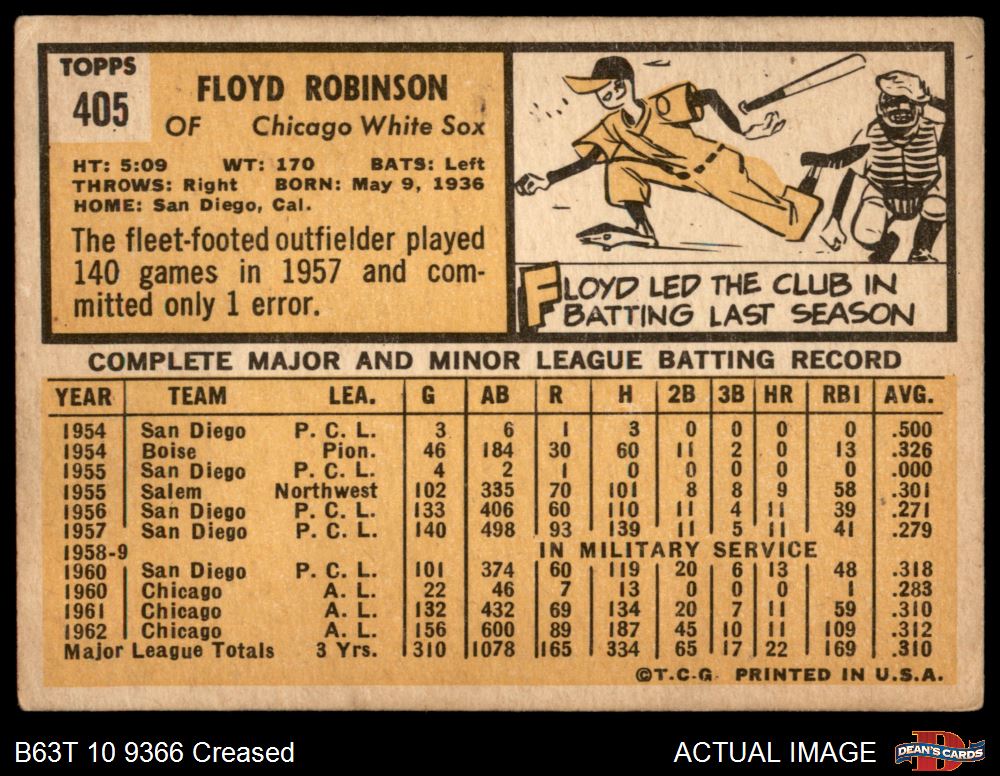 TOPPS
405
FLOYD ROBINSON
OF Chicago White Sox
HT: 5:09 WT: 170 BATS: Left
THROWS: Right BORN: May 9, 1936
HOME: San Diego, Cal.
The fleet-footed outfielder played
140 games in 1957 and com-
mitted only 1 error.
FLOYD LED THE CLUB IN
BATTING LAST SEASON
COMPLETE MAJOR AND MINOR LEAGUE BATTING RECORD
YEAR TEAM LEA. G AB R H 2B 3B HR RBI AVG.
1954 San Diego P. C. L. 3 6 1 3 0 0 0 0 .500
1954 Boise Pion. 46 184 30 60 11 2 0 13 .326
1955 San Diego P. C. L. 4 2 1 0 0 0 0 0 .000
1955 Salem Northwest 102 335 70 101 8 8 9 58 .301
1956 San Diego P. C. L. 133 406 60 110 11 4 11 39 .271
1957 San Diego P. C. L. 140 498 93 139 11 5 11 41 .279
1958-9 IN MILITARY SERVICE
1960 San Diego P. C. L. 101 374 60 119 20 6 13 48 .318
1960 Chicago A. L. 22 46 7 13 0 0 0 1 .283
1961 Chicago A. L. 132 432 69 134 20 7 11 59 .310
1962 Chicago A. L. 156 600 89 187 45 10 11 109 .312
Major League Totals 3 Yrs. 310 1078 165 334 65 17 22 169 .310
©T.C.G. PRINTED IN U.S.A.
B63T 10 9366 Creased
ACTUAL IMAGE
D
DEAN'S CARDS